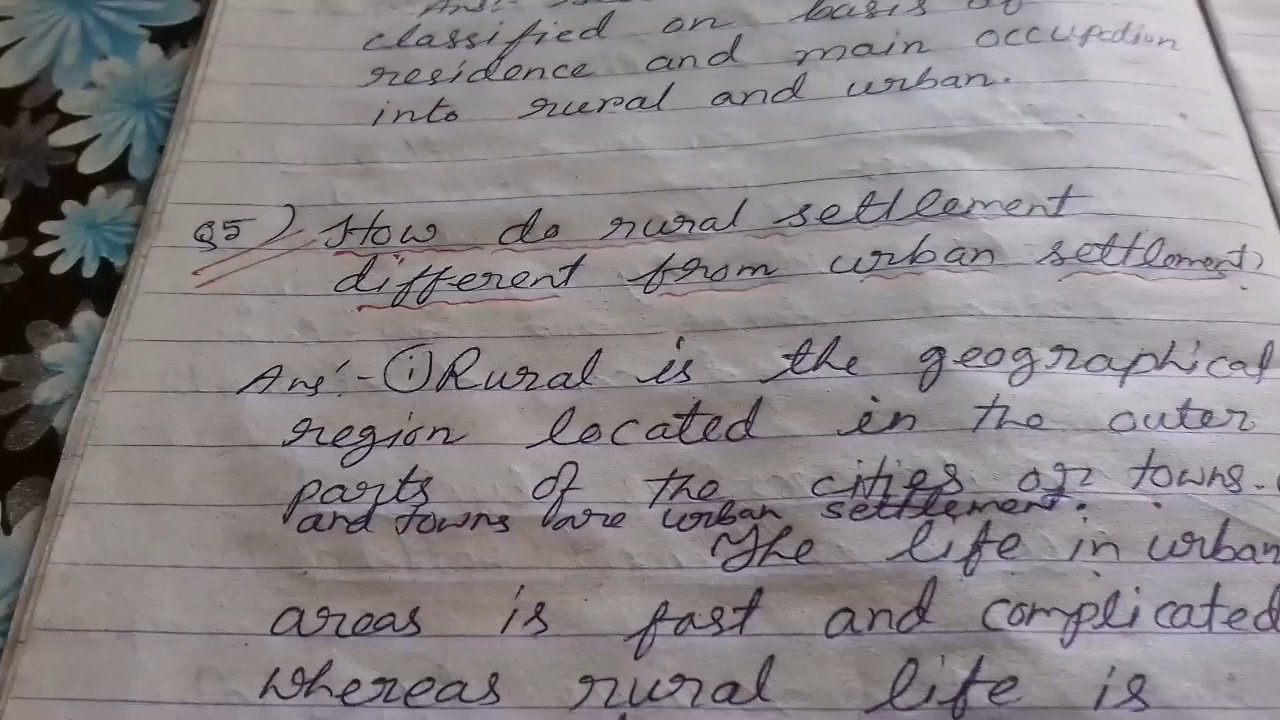 classified on basis of
residence and main occupation
into rural and urban.
Q5) How do rural settlement
different from urban settlement?
Ans:- (i) Rural is the geographical
region located in the outer
parts of the cities or towns.
and towns are urban settlement.
The life in urban
areas is fast and complicated
whereas rural life is